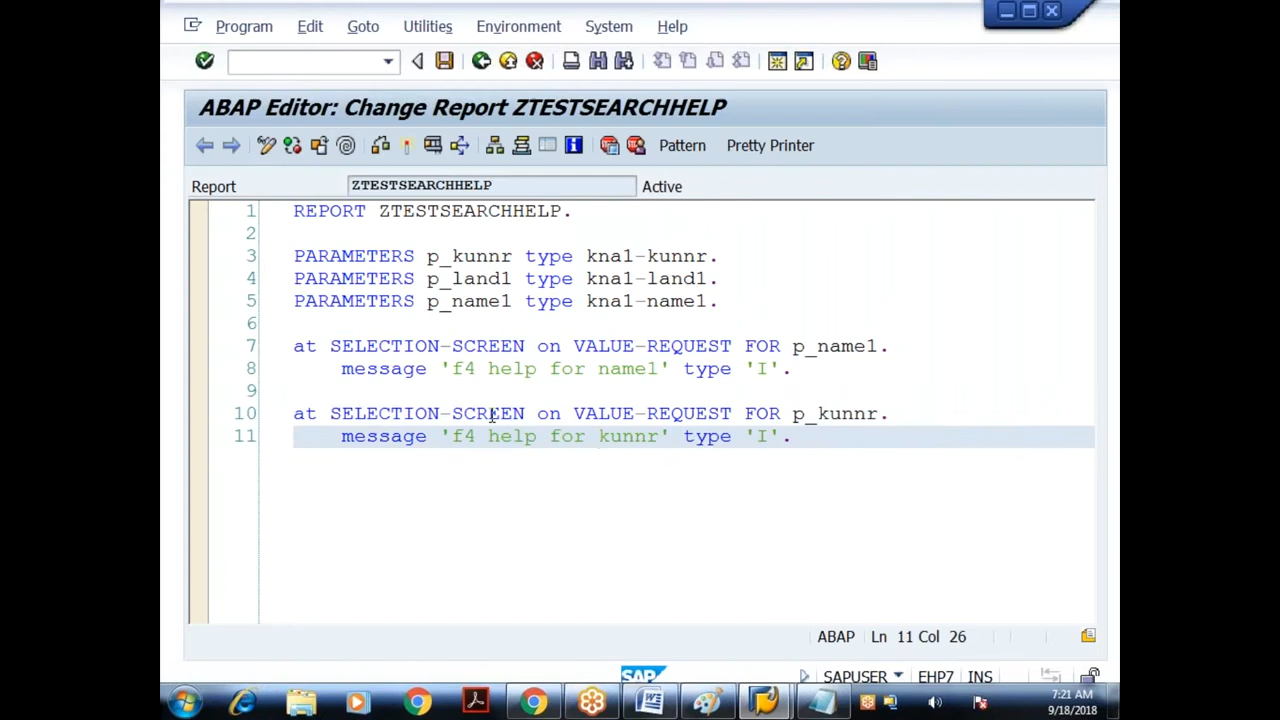 Program Edit Goto Utilities Environment System Help
ABAP Editor: Change Report ZTESTSEARCHHELP
Pattern Pretty Printer
Report ZTESTSEARCHHELP Active
1 REPORT ZTESTSEARCHHELP.
2
3 PARAMETERS p_kunnr type kna1-kunnr.
4 PARAMETERS p_land1 type kna1-land1.
5 PARAMETERS p_name1 type kna1-name1.
6
7 at SELECTION-SCREEN on VALUE-REQUEST FOR p_name1.
8 message 'f4 help for name1' type 'I'.
9
10 at SELECTION-SCREEN on VALUE-REQUEST FOR p_kunnr.
11 message 'f4 help for kunnr' type 'I'.
ABAP Ln 11 Col 26
SAP SAPUSER EHP7 INS
7:21 AM
9/18/2018